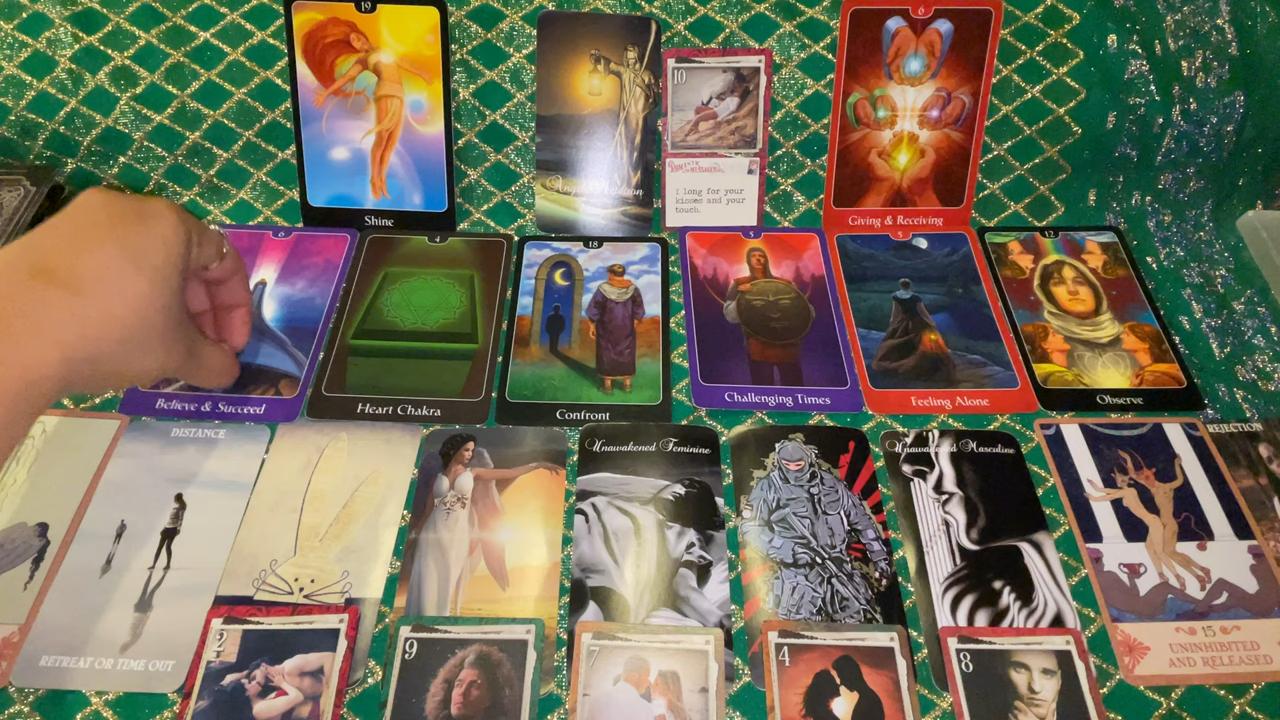 19
Shine
10
I long for your
kisses and your
touch.
6
Giving & Receiving
6
Believe & Succeed
4
Heart Chakra
18
Confront
5
Challenging Times
5
Feeling Alone
12
Observe
DISTANCE
RETREAT OR TIME OUT
Unawakened Feminine
Unawakened Masculine
15
UNINHIBITED
AND RELEASED
REJECTION
2
9
7
4
8